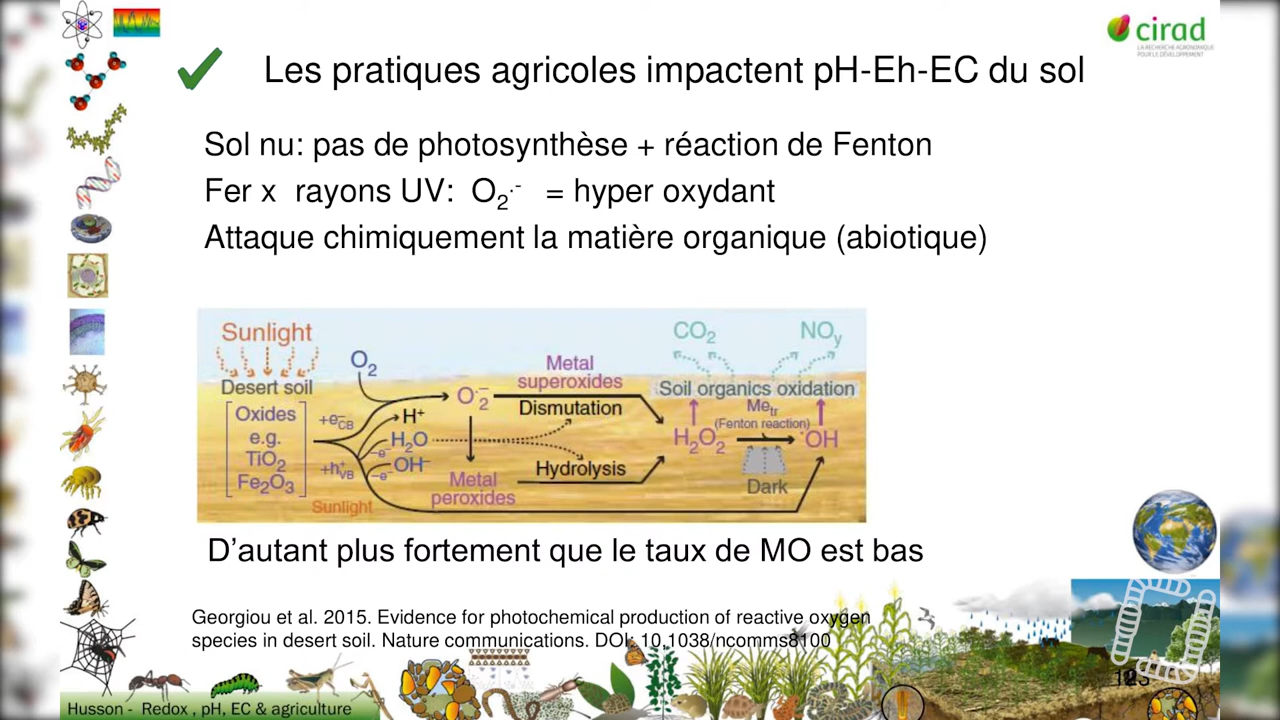 cirad
LA RECHERCHE AGRONOMIQUE
POUR LE DÉVELOPPEMENT
Les pratiques agricoles impactent pH-Eh-EC du sol
Sol nu: pas de photosynthèse + réaction de Fenton
Fer x rayons UV: O2·- = hyper oxydant
Attaque chimiquement la matière organique (abiotique)
Sunlight
Desert soil
Oxides
e.g.
TiO2
Fe2O3
+e-CB
+h+VB
Sunlight
O2
H+
H2O
-e-
OH-
-e-
O·-2
Metal
peroxides
Metal
superoxides
Dismutation
Hydrolysis
CO2
NOy
Soil organics oxidation
Metr
(Fenton reaction)
H2O2
·OH
Dark
D'autant plus fortement que le taux de MO est bas
Georgiou et al. 2015. Evidence for photochemical production of reactive oxygen
species in desert soil. Nature communications. DOI: 10.1038/ncomms8100
Husson - Redox , pH, EC & agriculture